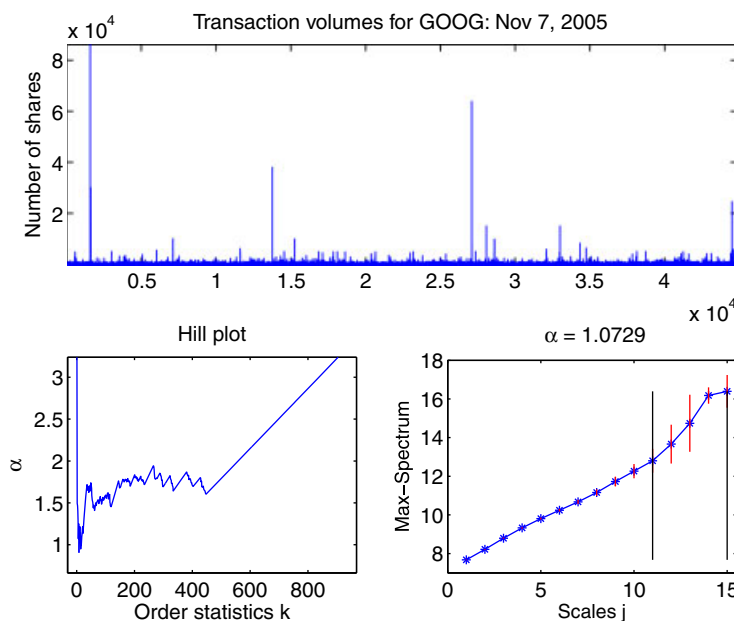 Transaction volumes for GOOG: Nov 7, 2005
x 10^4
8
6
4
2
Number of shares
0.5 1 1.5 2 2.5 3 3.5 4
x 10^4
Hill plot
3
2.5
2
1.5
1
α
0 200 400 600 800
Order statistics k
α = 1.0729
18
16
14
12
10
8
Max−Spectrum
0 5 10 15
Scales j